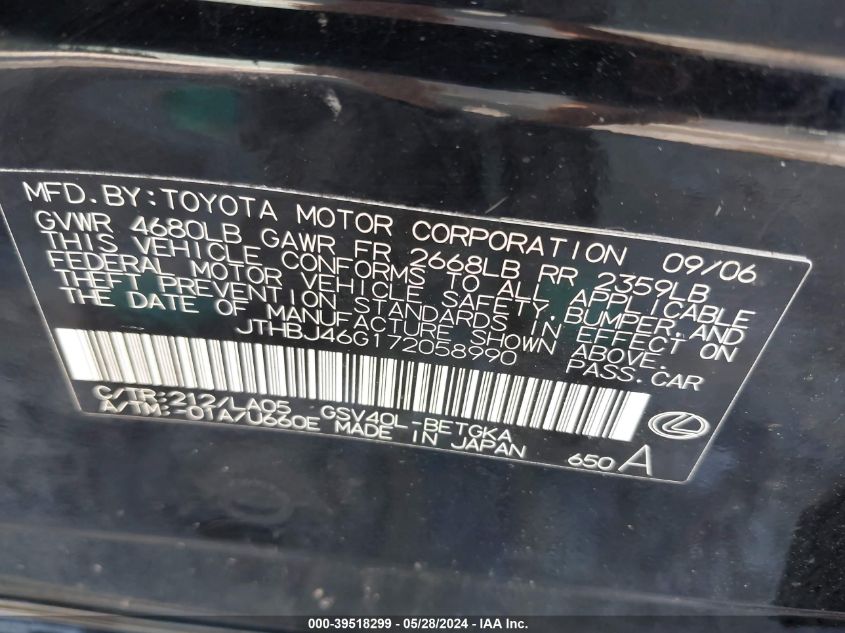 MFD. BY: TOYOTA MOTOR CORPORATION 09/06
GVWR 4680LB GAWR FR 2668LB RR 2359LB
THIS VEHICLE CONFORMS TO ALL APPLICABLE
FEDERAL MOTOR VEHICLE SAFETY, BUMPER, AND
THEFT PREVENTION STANDARDS IN EFFECT ON
THE DATE OF MANUFACTURE SHOWN ABOVE.
JTHBJ46G172058990 PASS. CAR
C/TR: 212/LA05 GSV40L-BETGKA
A/TM: -01A/U660E MADE IN JAPAN 650 A
000-39518299 - 05/28/2024 - IAA Inc.